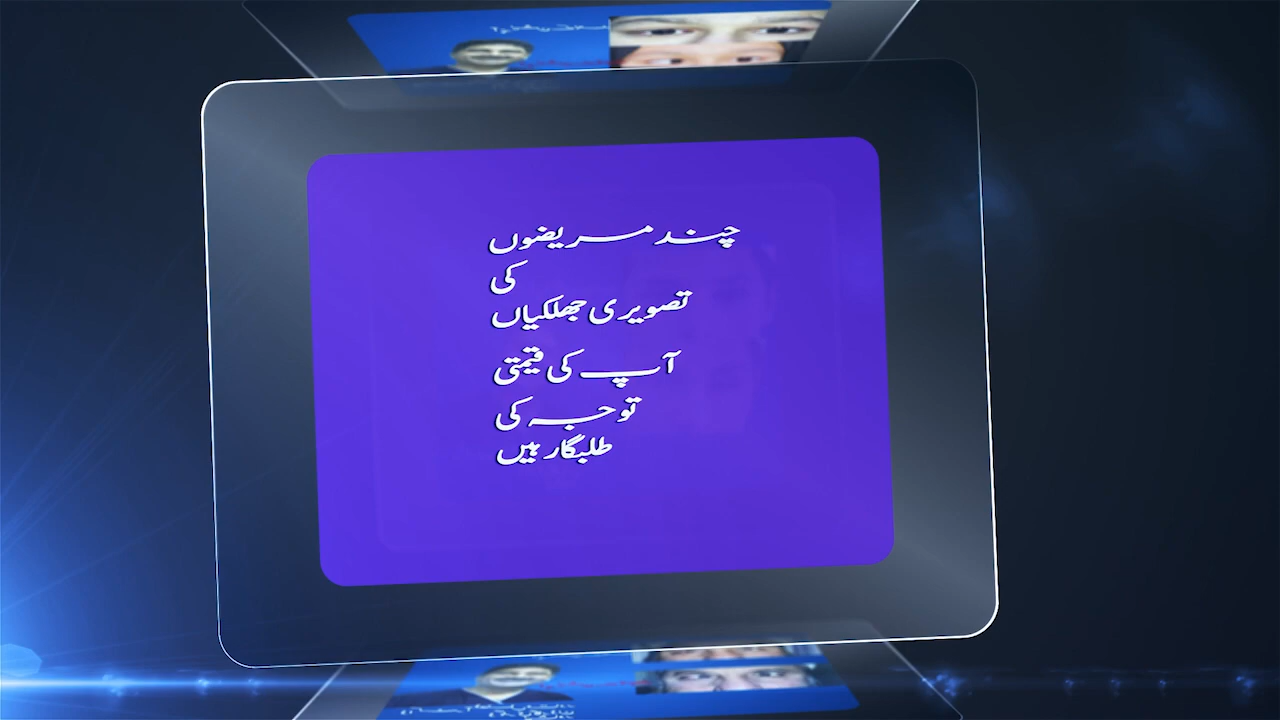 چند مریضوں
کی
تصویری جھلکیاں
آپ کی قیمتی
توجہ کی
طلبگار ہیں